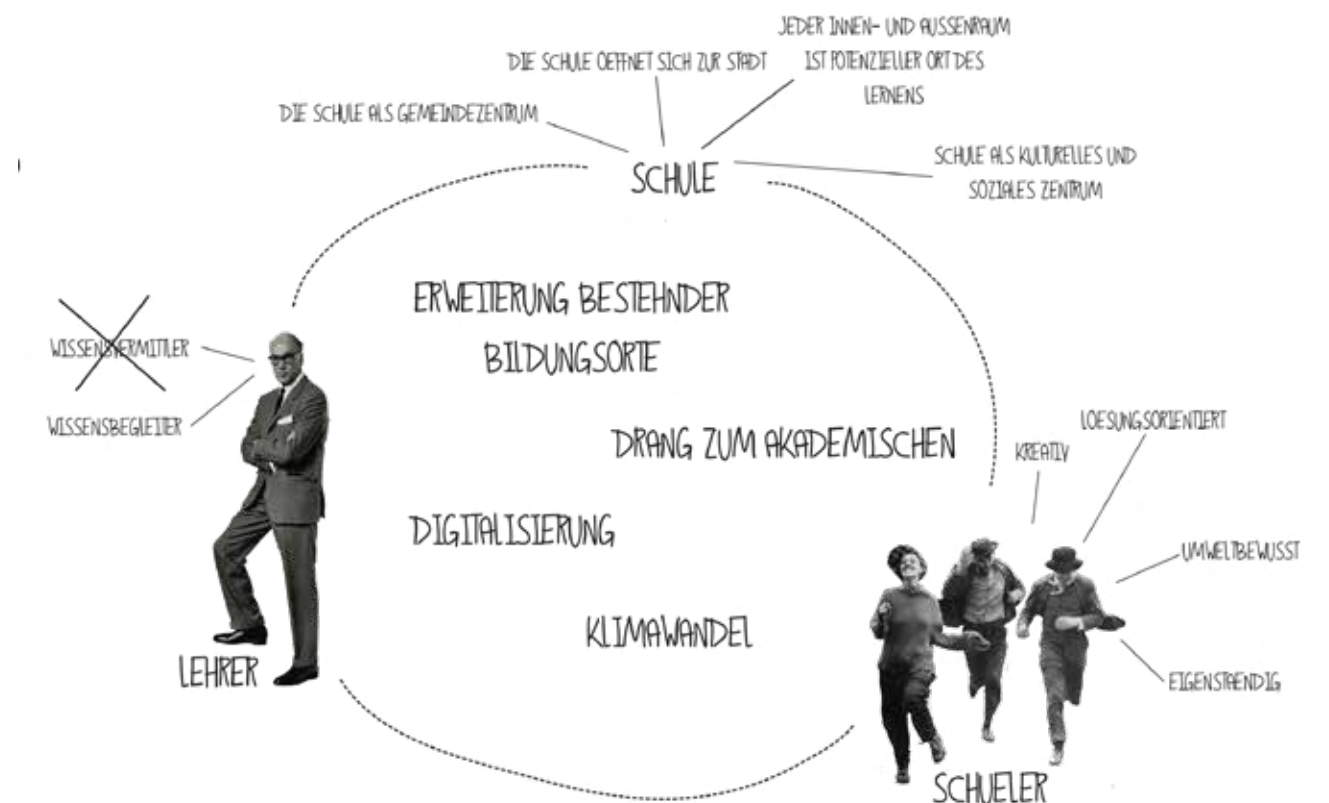 JEDER INNEN- UND AUSSENRAUM
IST POTENZIELLER ORT DES
LERNENS
DIE SCHULE OEFFNET SICH ZUR STADT
DIE SCHULE ALS GEMEINDEZENTRUM
SCHULE ALS KULTURELLES UND
SOZIALES ZENTRUM
SCHULE
ERWEITERUNG BESTEHNDER
BILDUNGSORTE
WISSENSVERMITTLER
WISSENSBEGLEITER
DRANG ZUM AKADEMISCHEN
LOESUNGSORIENTIERT
KREATIV
DIGITALISIERUNG
UMWELTBEWUSST
KLIMAWANDEL
EIGENSTAENDIG
LEHRER
SCHUELER